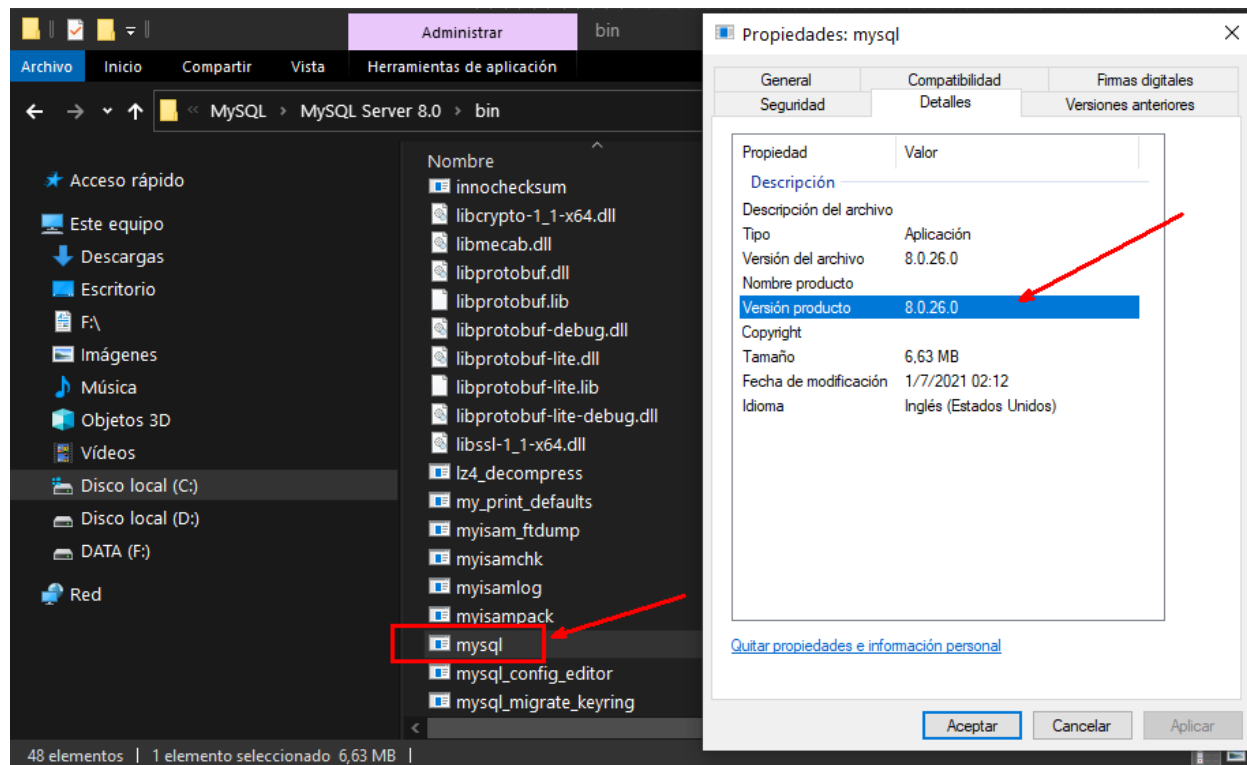 Administrar
bin
Archivo
Inicio
Compartir
Vista
Herramientas de aplicación
« MySQL > MySQL Server 8.0 > bin
Acceso rápido
Este equipo
Descargas
Escritorio
F:\
Imágenes
Música
Objetos 3D
Vídeos
Disco local (C:)
Disco local (D:)
DATA (F:)
Red
Nombre
innochecksum
libcrypto-1_1-x64.dll
libmecab.dll
libprotobuf.dll
libprotobuf.lib
libprotobuf-debug.dll
libprotobuf-lite.dll
libprotobuf-lite.lib
libprotobuf-lite-debug.dll
libssl-1_1-x64.dll
lz4_decompress
my_print_defaults
myisam_ftdump
myisamchk
myisamlog
myisampack
mysql
mysql_config_editor
mysql_migrate_keyring
48 elementos | 1 elemento seleccionado 6,63 MB |
Propiedades: mysql
General Compatibilidad Firmas digitales
Seguridad Detalles Versiones anteriores
Propiedad Valor
Descripción
Descripción del archivo
Tipo Aplicación
Versión del archivo 8.0.26.0
Nombre producto
Versión producto 8.0.26.0
Copyright
Tamaño 6,63 MB
Fecha de modificación 1/7/2021 02:12
Idioma Inglés (Estados Unidos)
Quitar propiedades e información personal
Aceptar Cancelar Aplicar